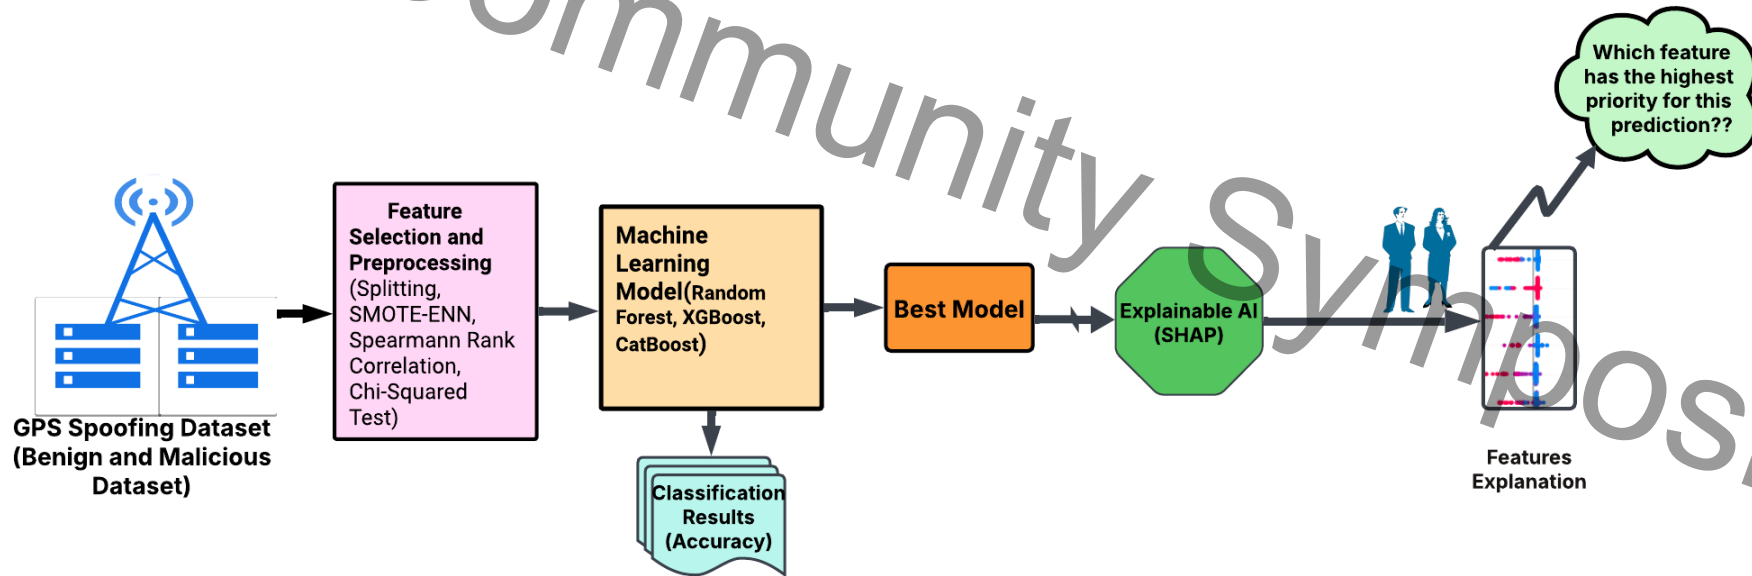 ommunity Sympos
Which feature
has the highest
priority for this
prediction??
GPS Spoofing Dataset
(Benign and Malicious
Dataset)
Feature
Selection and
Preprocessing
(Splitting,
SMOTE-ENN,
Spearmann Rank
Correlation,
Chi-Squared
Test)
Machine
Learning
Model(Random
Forest, XGBoost,
CatBoost)
Classification
Results
(Accuracy)
Best Model
Explainable AI
(SHAP)
Features
Explanation